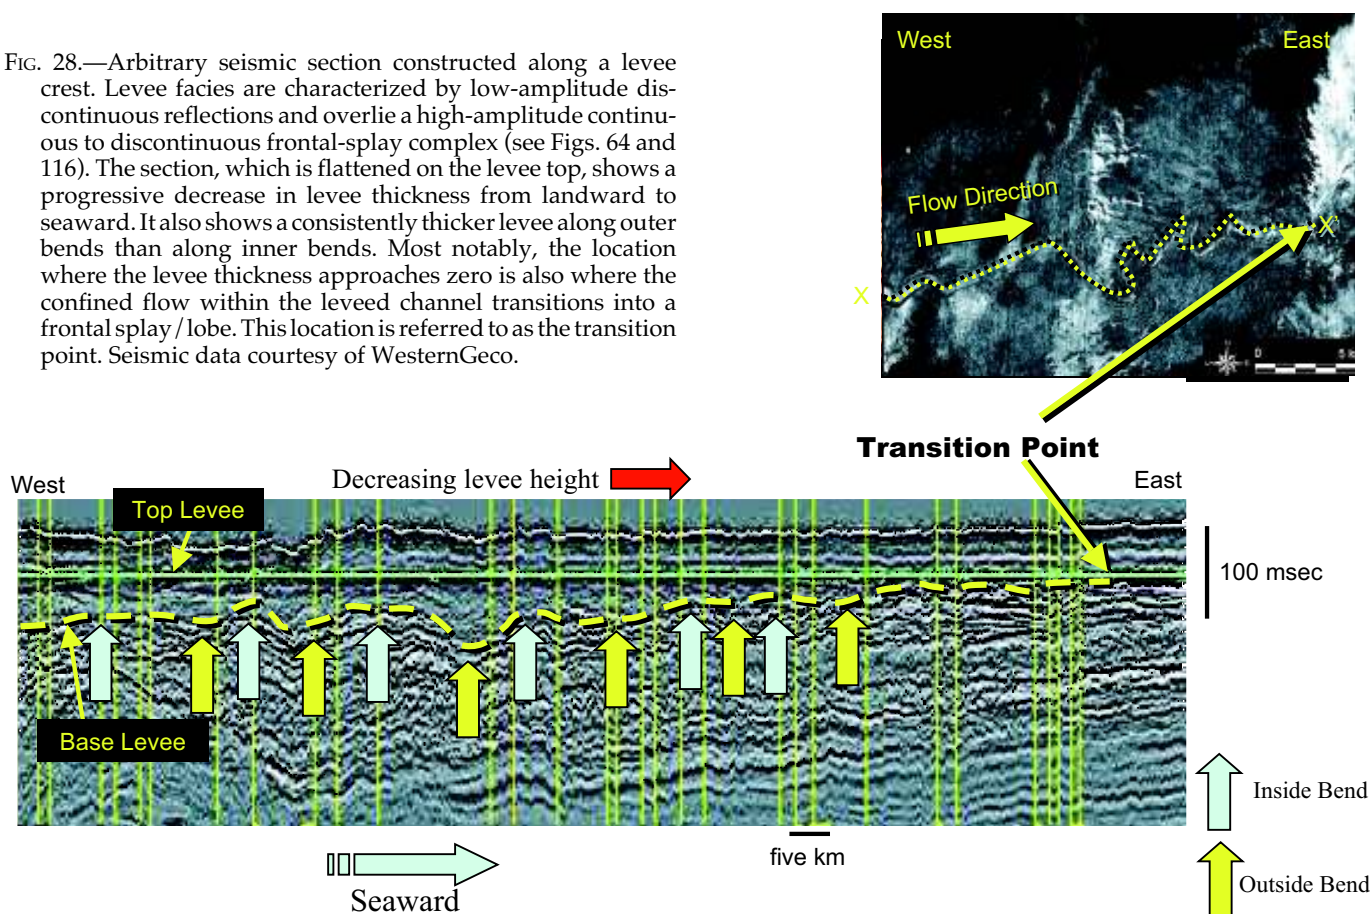 FIG. 28.—Arbitrary seismic section constructed along a levee
crest. Levee facies are characterized by low-amplitude dis-
continuous reflections and overlie a high-amplitude continu-
ous to discontinuous frontal-splay complex (see Figs. 64 and
116). The section, which is flattened on the levee top, shows a
progressive decrease in levee thickness from landward to
seaward. It also shows a consistently thicker levee along outer
bends than along inner bends. Most notably, the location
where the levee thickness approaches zero is also where the
confined flow within the leveed channel transitions into a
frontal splay/lobe. This location is referred to as the transition
point. Seismic data courtesy of WesternGeco.
West
East
Flow Direction
X
X'
0 5 k
Transition Point
West
Decreasing levee height
East
Top Levee
100 msec
Base Levee
Inside Bend
five km
Outside Bend
Seaward